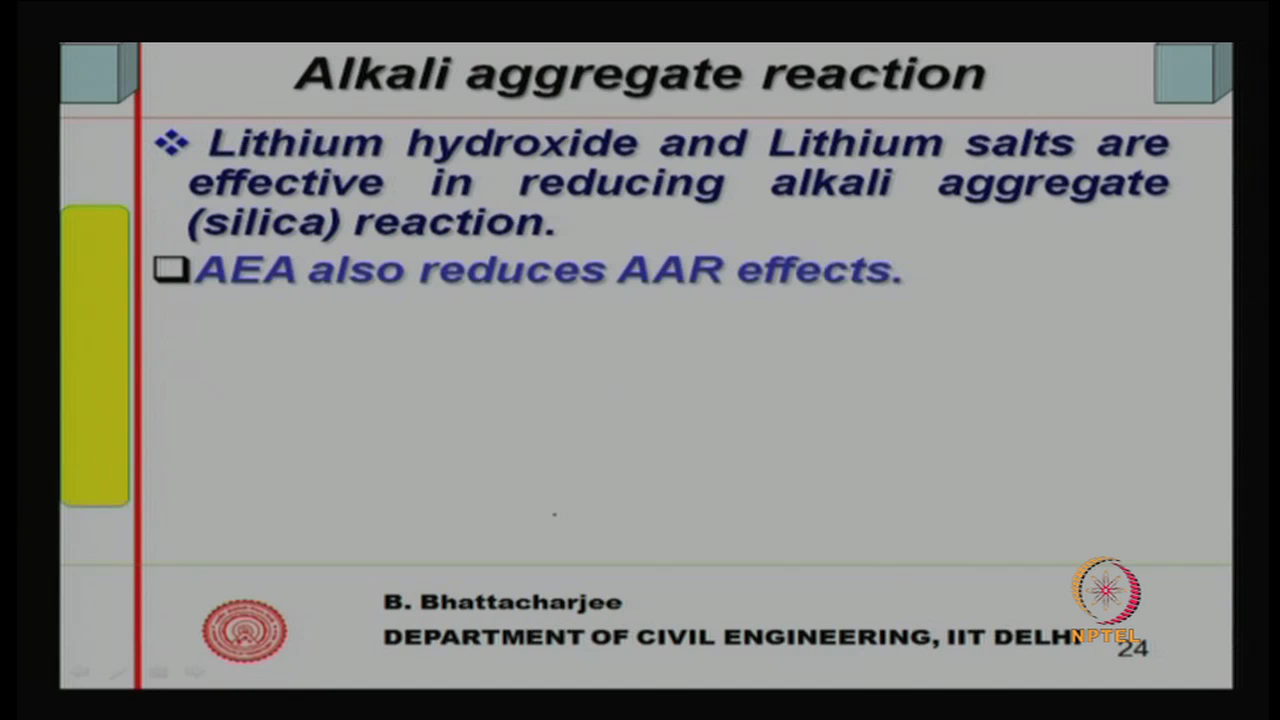 Alkali aggregate reaction
Lithium hydroxide and Lithium salts are
effective in reducing alkali aggregate
(silica) reaction.
AEA also reduces AAR effects.
B. Bhattacharjee
DEPARTMENT OF CIVIL ENGINEERING, IIT DELHI
NPTEL
24